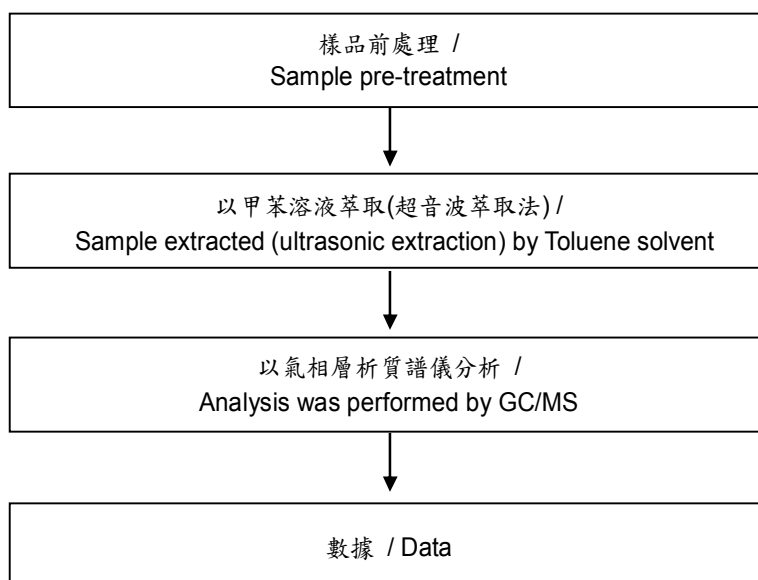 樣品前處理 /
Sample pre-treatment
以甲苯溶液萃取(超音波萃取法) /
Sample extracted (ultrasonic extraction) by Toluene solvent
以氣相層析質譜儀分析 /
Analysis was performed by GC/MS
數據 / Data